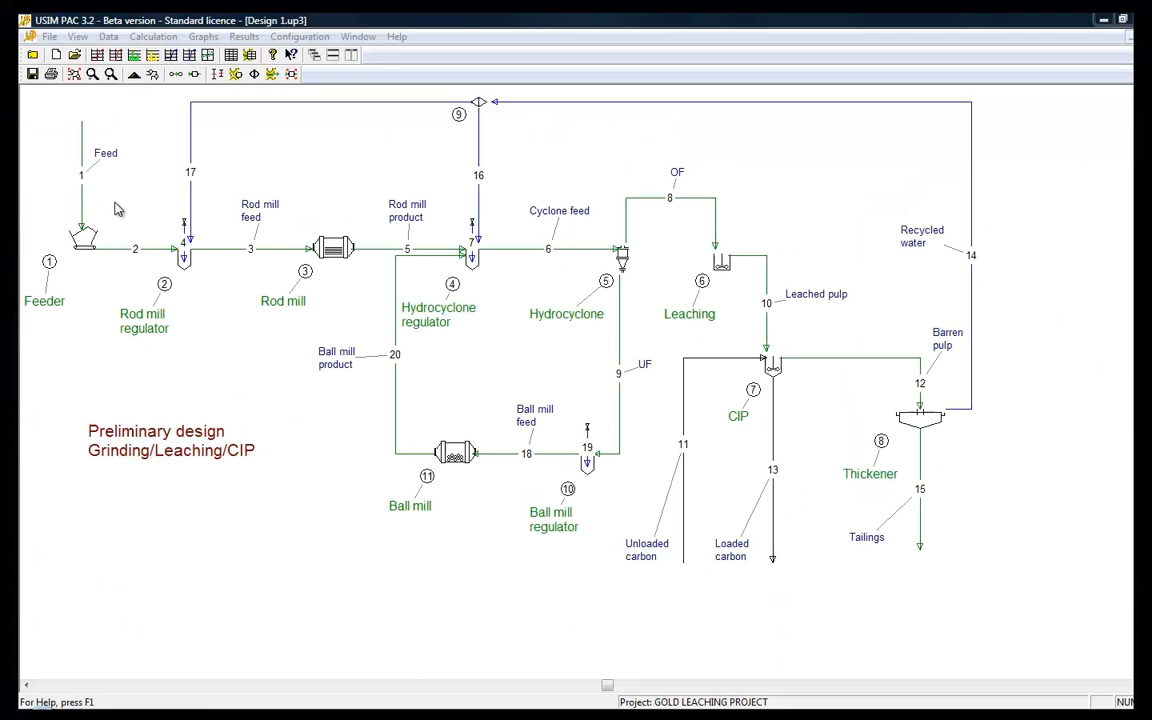 USIM PAC 3.2 - Beta version - Standard licence - [Design 1.up3]
File View Data Calculation Graphs Results Configuration Window Help
9
Feed
1
17
16
OF
8
Rod mill
feed
Rod mill
product
Cyclone feed
Recycled
water
14
4
7
2
3
5
6
1
2
3
4
5
6
Feeder
Rod mill
regulator
Rod mill
Hydrocyclone
regulator
Hydrocyclone
Leaching
10
Leached pulp
Barren
pulp
Ball mill
product
20
9
UF
12
7
CIP
Preliminary design
Grinding/Leaching/CIP
Ball mill
feed
18
19
11
13
8
Thickener
11
Ball mill
10
Ball mill
regulator
15
Unloaded
carbon
Loaded
carbon
Tailings
For Help, press F1
Project: GOLD LEACHING PROJECT
NUM